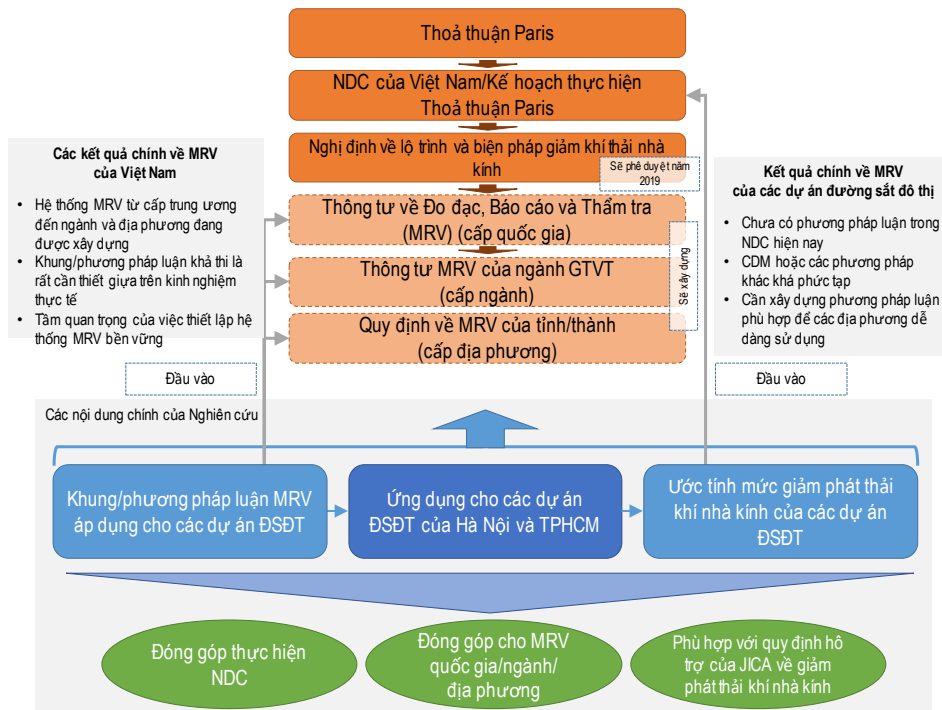 Thoả thuận Paris
NDC của Việt Nam/Kế hoạch thực hiện
Thoả thuận Paris
Nghị định về lộ trình và biện pháp giảm khí thải nhà
kính
Sẽ phê duyệt năm
2019
Thông tư về Đo đạc, Báo cáo và Thẩm tra
(MRV) (cấp quốc gia)
Thông tư MRV của ngành GTVT
(cấp ngành)
Quy định về MRV của tỉnh/thành
(cấp địa phương)
Sẽ xây dựng
Các kết quả chính về MRV
của Việt Nam
• Hệ thống MRV từ cấp trung ương
đến ngành và địa phương đang
được xây dựng
• Khung/phương pháp luận khả thi là
rất cần thiết giựa trên kinh nghiệm
thực tế
• Tầm quan trọng của việc thiết lập hệ
thống MRV bền vững
Kết quả chính về MRV
của các dự án đường sắt đô thị
• Chưa có phương pháp luận trong
NDC hiện nay
• CDM hoặc các phương pháp
khác khá phức tạp
• Cần xây dựng phương pháp luận
phù hợp để các địa phương dễ
dàng sử dụng
Đầu vào
Đầu vào
Các nội dung chính của Nghiên cứu
Khung/phương pháp luận MRV
áp dụng cho các dự án ĐSĐT
Ứng dụng cho các dự án
ĐSĐT của Hà Nội và TPHCM
Ước tính mức giảm phát thải
khí nhà kính của các dự án
ĐSĐT
Đóng góp thực hiện
NDC
Đóng góp cho MRV
quốc gia/ngành/
địa phương
Phù hợp với quy định hỗ
trợ của JICA về giảm
phát thải khí nhà kính